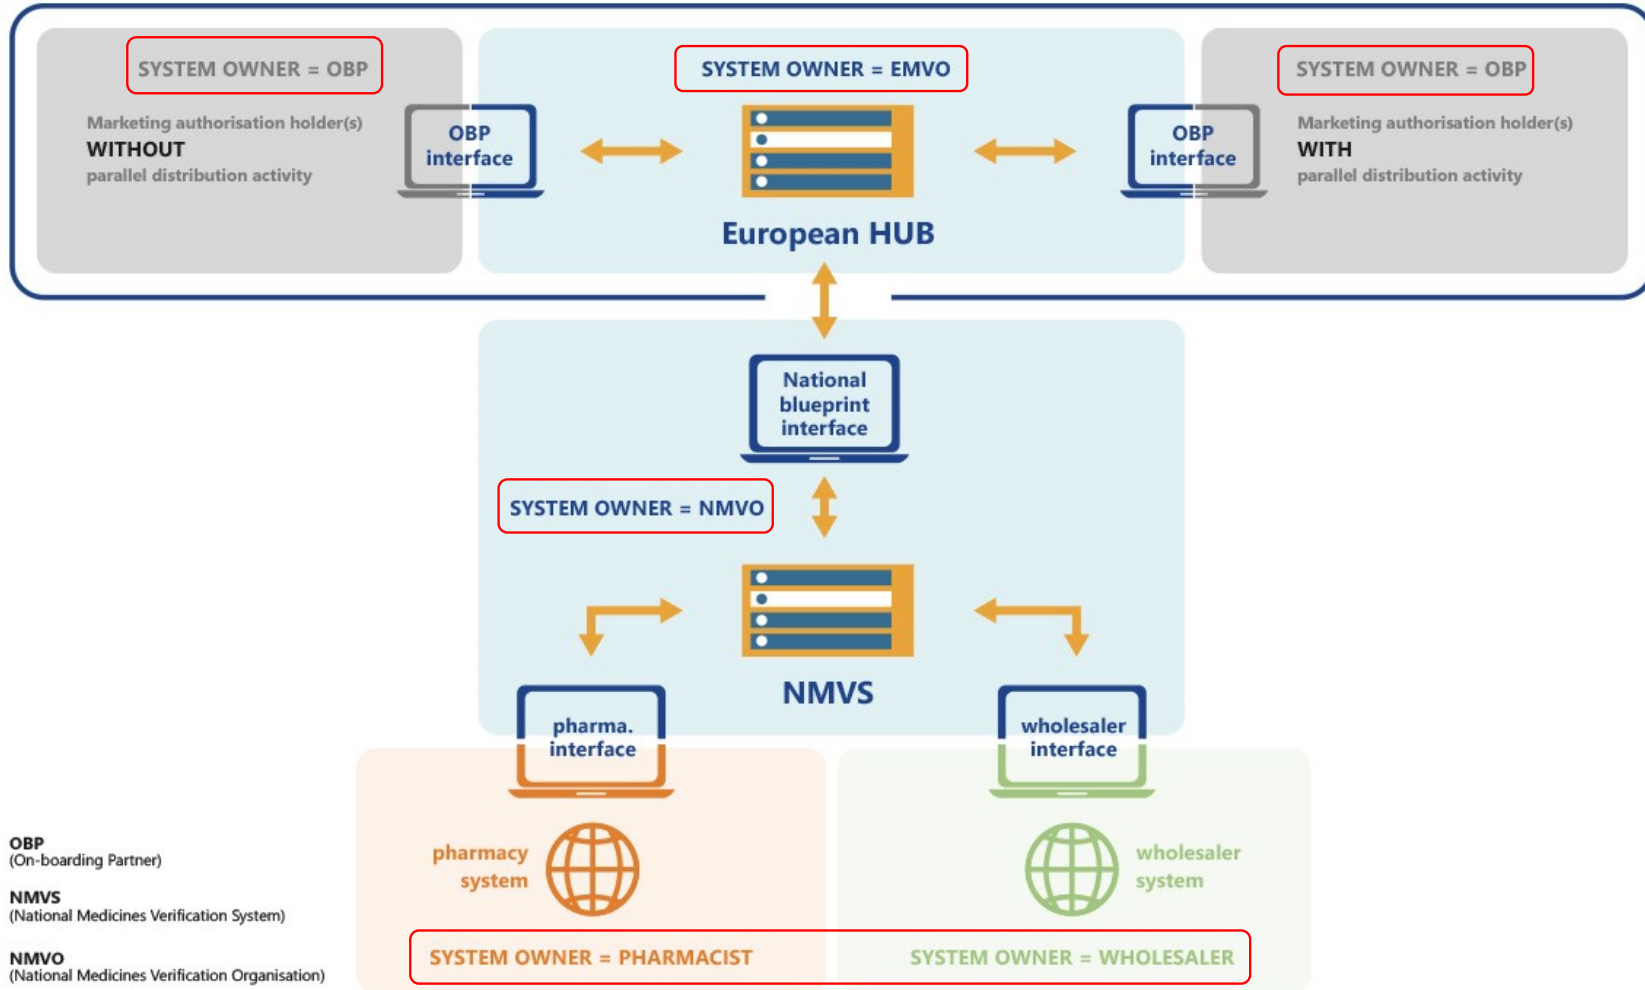 SYSTEM OWNER = OBP
Marketing authorisation holder(s)
WITHOUT
parallel distribution activity
OBP
interface
SYSTEM OWNER = EMVO
European HUB
OBP
interface
SYSTEM OWNER = OBP
Marketing authorisation holder(s)
WITH
parallel distribution activity
National
blueprint
interface
SYSTEM OWNER = NMVO
NMVS
pharma.
interface
wholesaler
interface
pharmacy
system
wholesaler
system
SYSTEM OWNER = PHARMACIST
SYSTEM OWNER = WHOLESALER
OBP
(On-boarding Partner)
NMVS
(National Medicines Verification System)
NMVO
(National Medicines Verification Organisation)